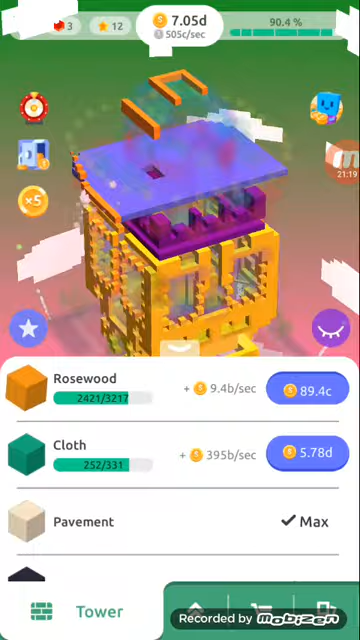 3
12
7.05d
505c/sec
90.4 %
×5
21:19
Rosewood
2421/3217
+ 9.4b/sec
89.4c
Cloth
252/331
+ 395b/sec
5.78d
Pavement
Max
Tower
Recorded by mobizen